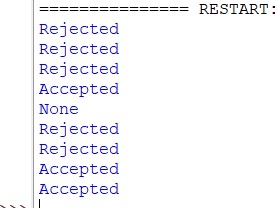 =============== RESTART:
Rejected
Rejected
Rejected
Accepted
None
Rejected
Rejected
Accepted
Accepted
>>>